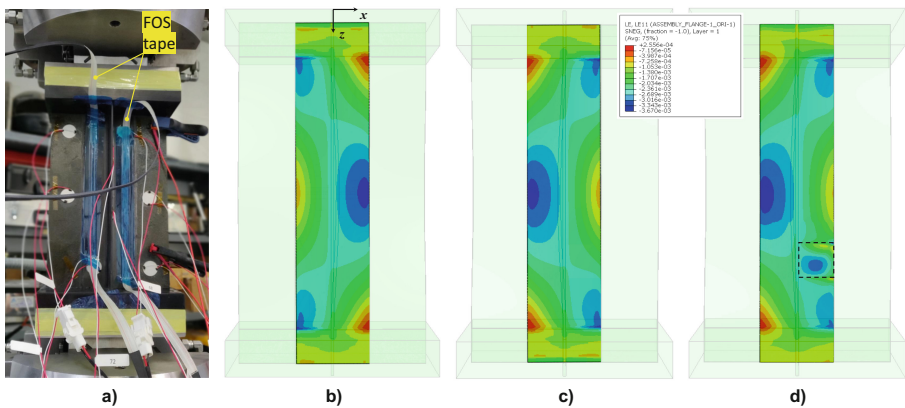 FOS
tape
12
x
z
LE, LE11 (ASSEMBLY_FLANGE-1_ORI-1)
SNEG, (fraction = -1.0), Layer = 1
(Avg: 75%)
+2.556e-04
-7.156e-05
-3.987e-04
-7.258e-04
-1.053e-03
-1.380e-03
-1.707e-03
-2.034e-03
-2.361e-03
-2.689e-03
-3.016e-03
-3.343e-03
-3.670e-03
a)
b)
c)
d)